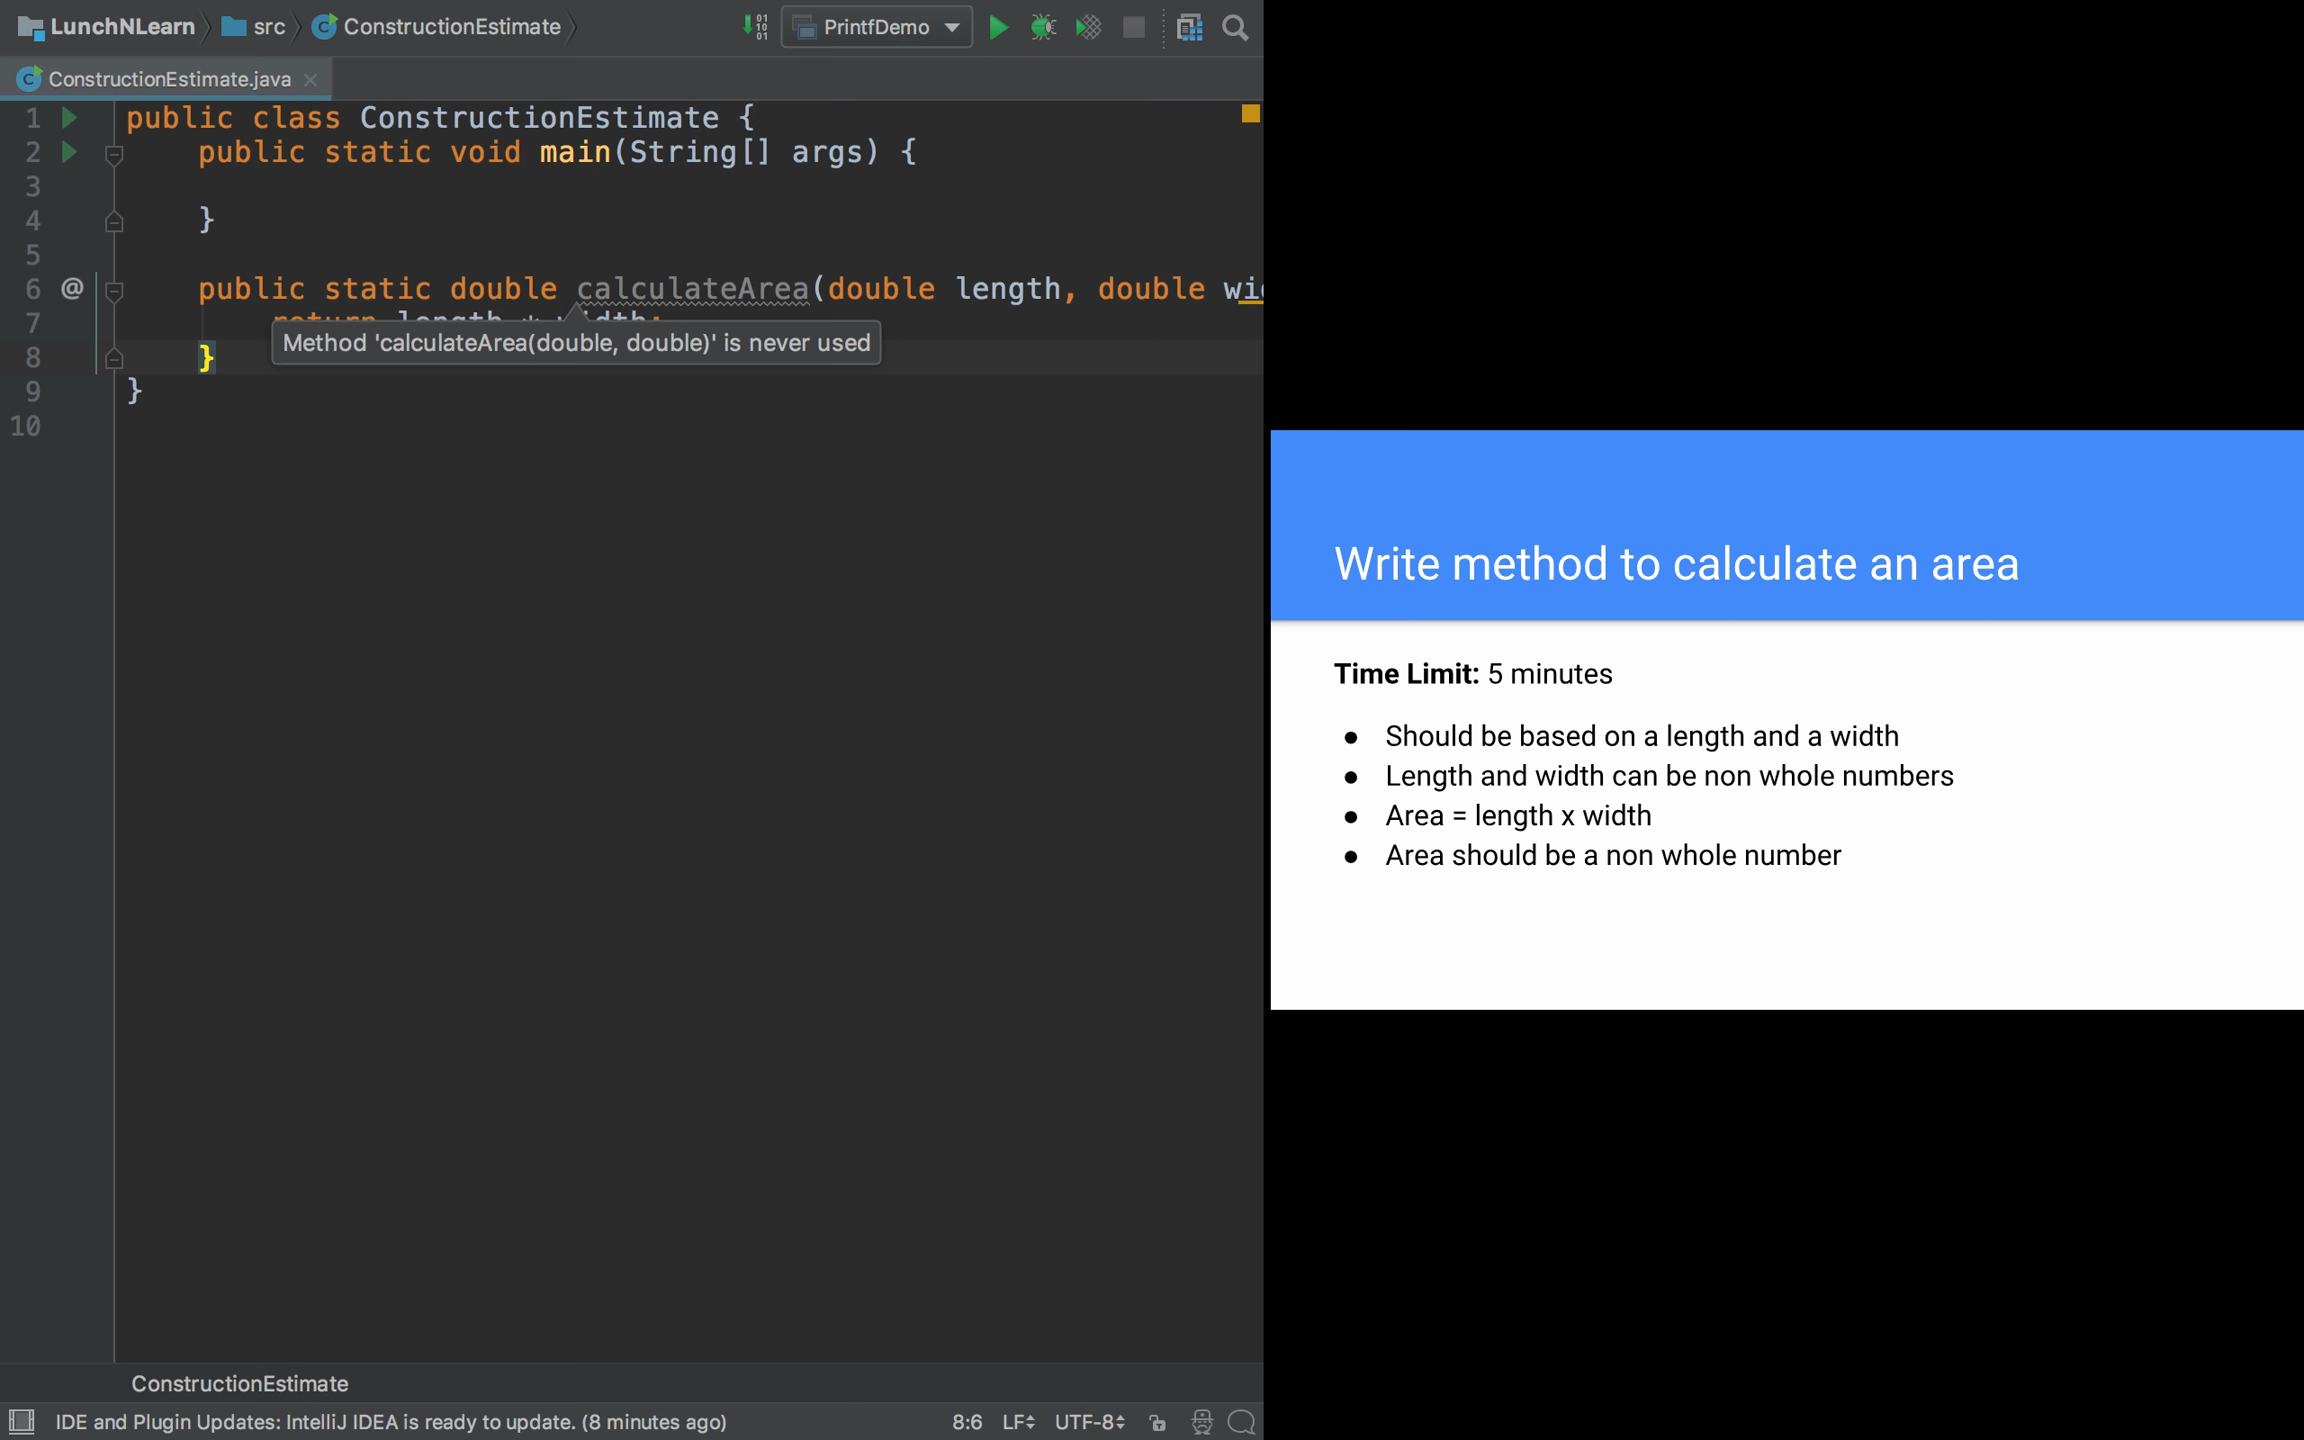 LunchNLearn src ConstructionEstimate PrintfDemo
ConstructionEstimate.java
1 public class ConstructionEstimate {
2 public static void main(String[] args) {
3
4 }
5
6 @ public static double calculateArea(double length, double wi
7 return length * width;
Method 'calculateArea(double, double)' is never used
8 }
9 }
10
ConstructionEstimate
IDE and Plugin Updates: IntelliJ IDEA is ready to update. (8 minutes ago) 8:6 LF UTF-8
Write method to calculate an area
Time Limit: 5 minutes
● Should be based on a length and a width
● Length and width can be non whole numbers
● Area = length x width
● Area should be a non whole number